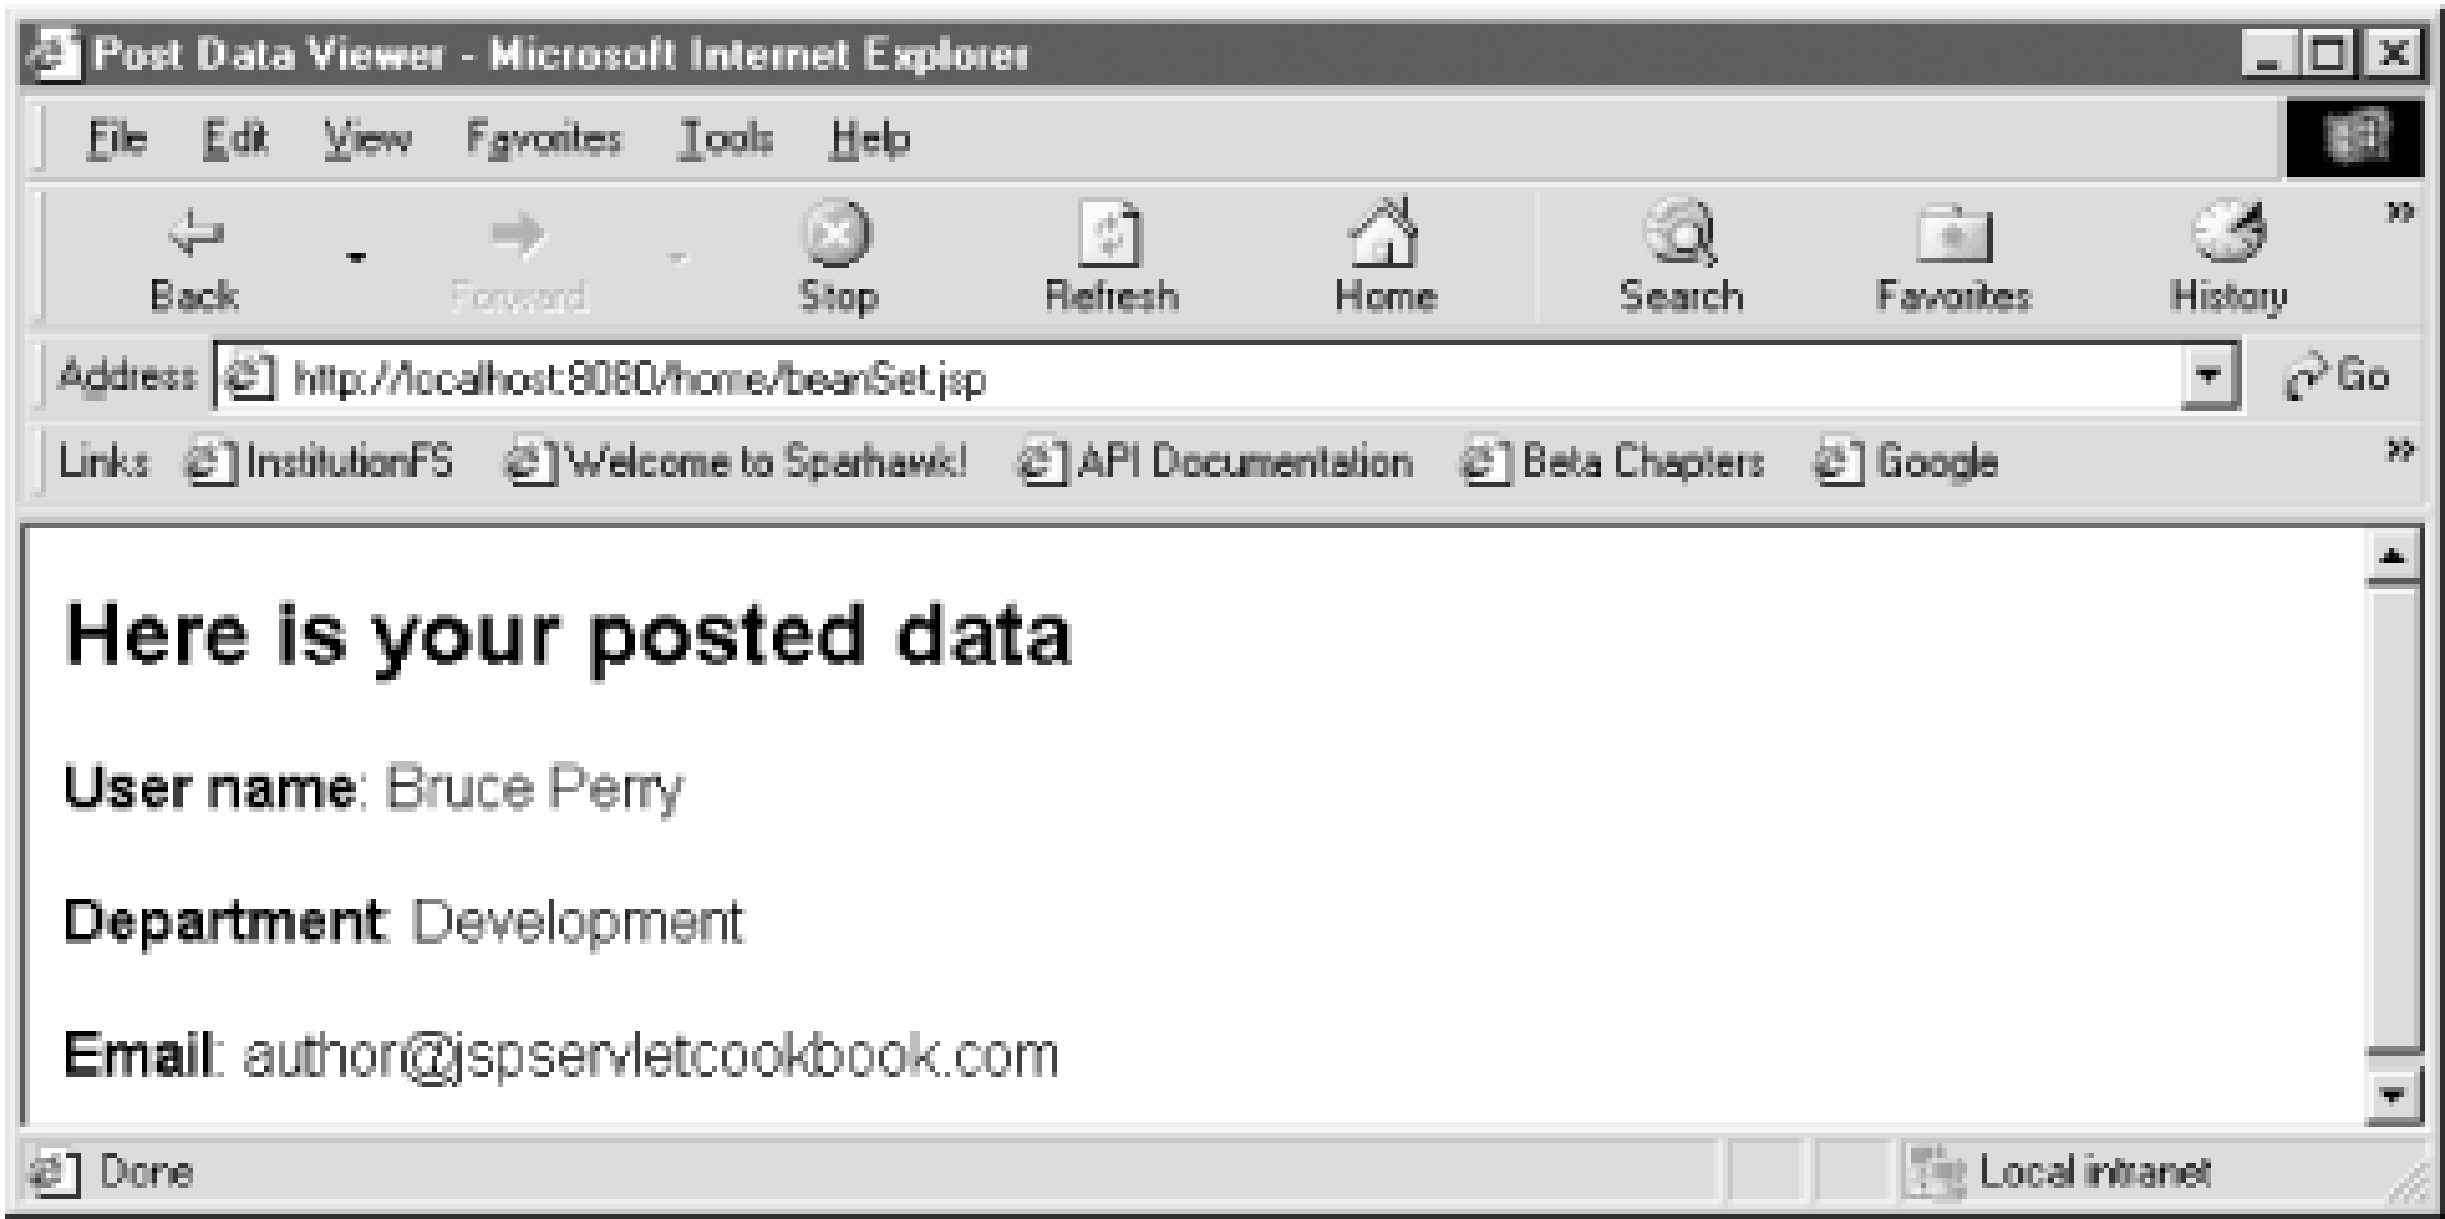 Post Data Viewer - Microsoft Internet Explorer
File Edit View Favorites Tools Help
Back Forward Stop Refresh Home Search Favorites History »
Address http://localhost:8080/home/beanSet.jsp Go
Links InstitutionFS Welcome to Sparhawk! API Documentation Beta Chapters Google »
Here is your posted data
User name: Bruce Perry
Department: Development
Email: author@jspservletcookbook.com
Done Local intranet